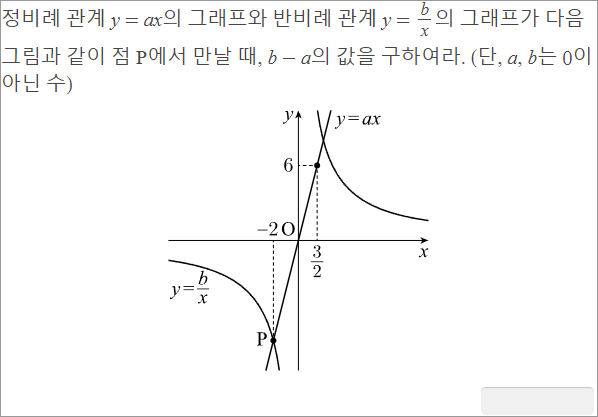 정비례 관계 y = ax의 그래프와 반비례 관계 y = b/x 의 그래프가 다음
그림과 같이 점 P에서 만날 때, b − a의 값을 구하여라. (단, a, b는 0이
아닌 수)
y
y=ax
6
−2 O
x
3/2
y=b/x
P